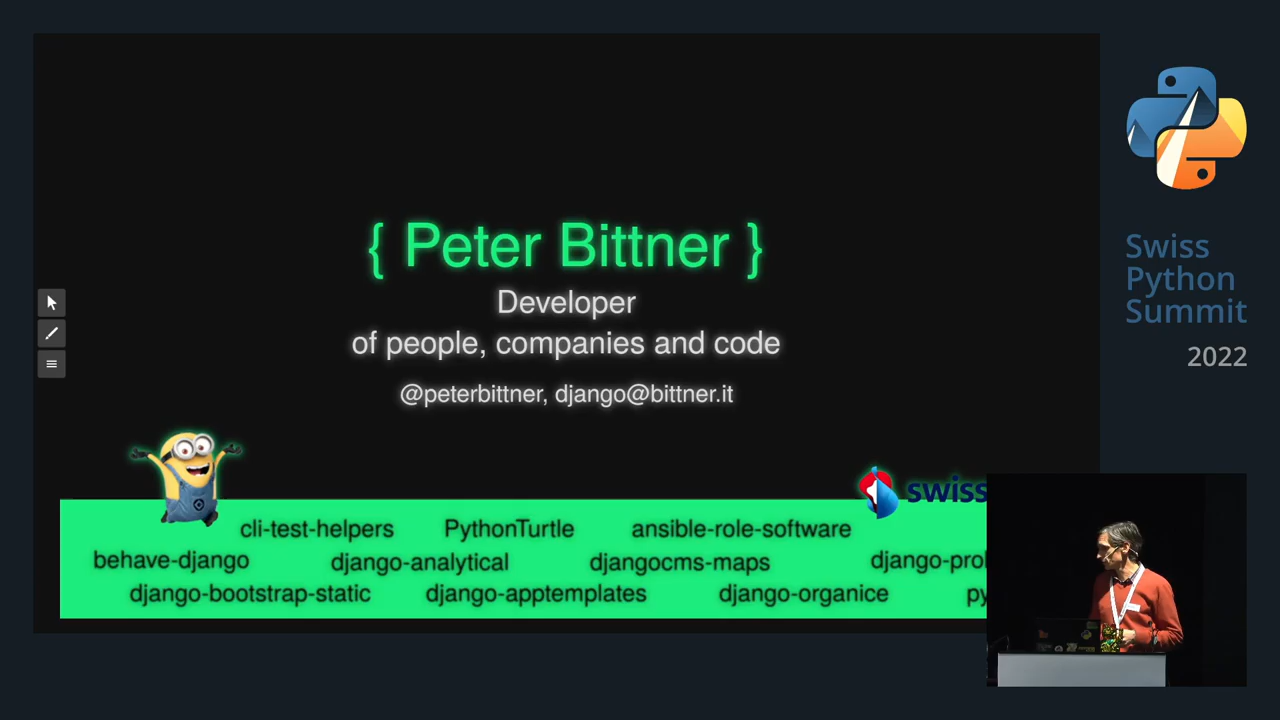 { Peter Bittner }
Developer
of people, companies and code
@peterbittner, django@bittner.it
cli-test-helpers PythonTurtle ansible-role-software
behave-django django-analytical djangocms-maps
django-bootstrap-static django-apptemplates django-organice
Swiss
Python
Summit
2022